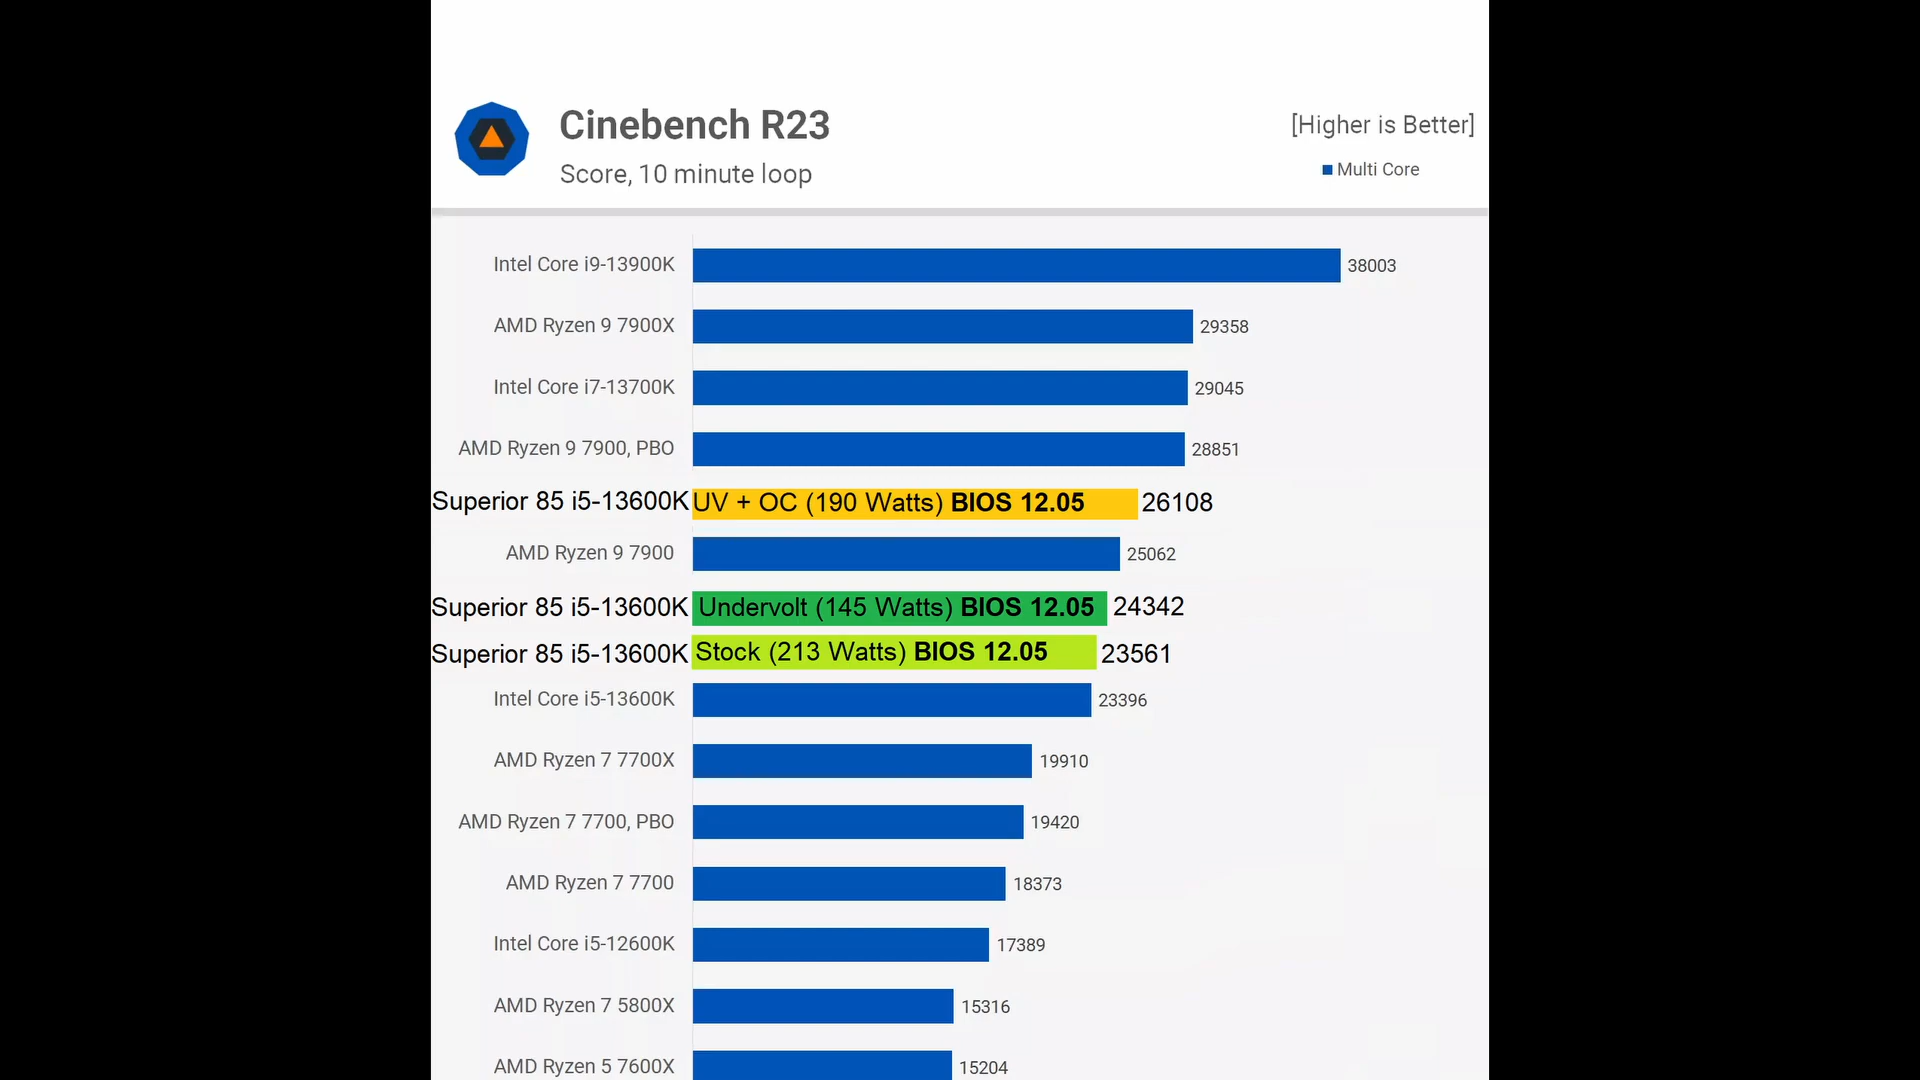 Cinebench R23
[Higher is Better]
Score, 10 minute loop
Multi Core
Intel Core i9-13900K 38003
AMD Ryzen 9 7900X 29358
Intel Core i7-13700K 29045
AMD Ryzen 9 7900, PBO 28851
Superior 85 i5-13600K UV + OC (190 Watts) BIOS 12.05 26108
AMD Ryzen 9 7900 25062
Superior 85 i5-13600K Undervolt (145 Watts) BIOS 12.05 24342
Superior 85 i5-13600K Stock (213 Watts) BIOS 12.05 23561
Intel Core i5-13600K 23396
AMD Ryzen 7 7700X 19910
AMD Ryzen 7 7700, PBO 19420
AMD Ryzen 7 7700 18373
Intel Core i5-12600K 17389
AMD Ryzen 7 5800X 15316
AMD Ryzen 5 7600X 15204